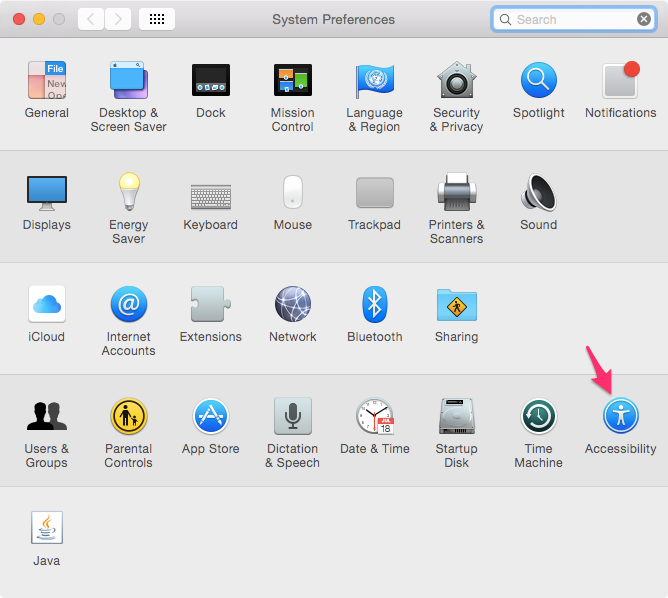 System Preferences
Search
File
New
Ope
General
Desktop &
Screen Saver
Dock
Mission
Control
Language
& Region
Security
& Privacy
Spotlight
Notifications
Displays
Energy
Saver
Keyboard
Mouse
Trackpad
Printers &
Scanners
Sound
iCloud
@
Internet
Accounts
Extensions
Network
Bluetooth
Sharing
Users &
Groups
Parental
Controls
App Store
Dictation
& Speech
JUL
18
Date & Time
Startup
Disk
Time
Machine
Accessibility
Java